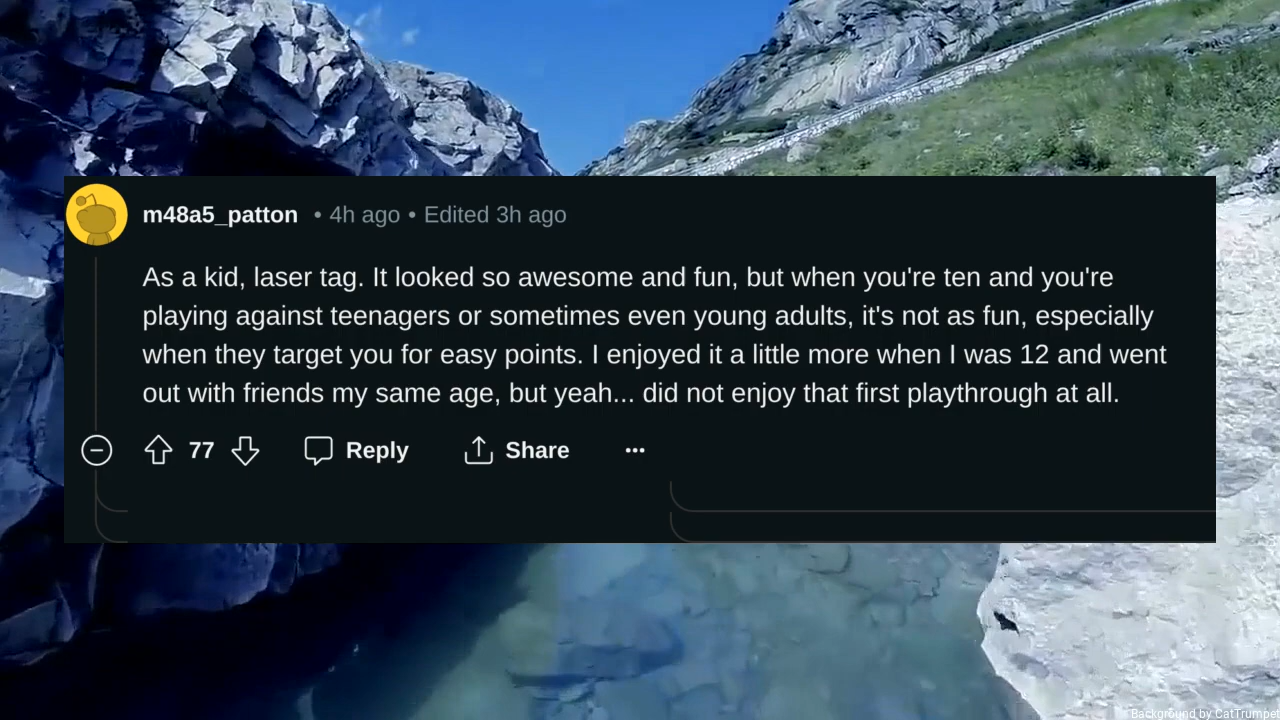 m48a5_patton • 4h ago • Edited 3h ago
As a kid, laser tag. It looked so awesome and fun, but when you're ten and you're
playing against teenagers or sometimes even young adults, it's not as fun, especially
when they target you for easy points. I enjoyed it a little more when I was 12 and went
out with friends my same age, but yeah... did not enjoy that first playthrough at all.
77 Reply Share •••
Background by CatTrumpet